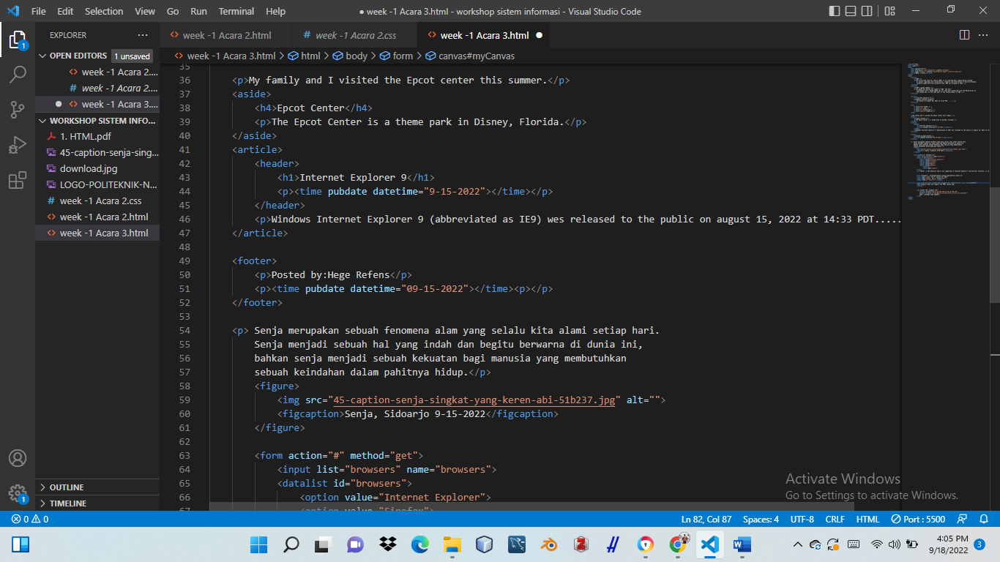 File Edit Selection View Go Run Terminal Help
● week -1 Acara 3.html - workshop sistem informasi - Visual Studio Code
EXPLORER
OPEN EDITORS 1 unsaved
week -1 Acara 2....
week -1 Acara 2....
week -1 Acara 3....
WORKSHOP SISTEM INFO...
1. HTML.pdf
45-caption-senja-sing...
download.jpg
LOGO-POLITEKNIK-N...
week -1 Acara 2.css
week -1 Acara 2.html
week -1 Acara 3.html
OUTLINE
TIMELINE
1
1
week -1 Acara 2.html
week -1 Acara 2.css
week -1 Acara 3.html
week -1 Acara 3.html > html > body > form > canvas#myCanvas
35
36 <p>My family and I visited the Epcot center this summer.</p>
37 <aside>
38 <h4>Epcot Center</h4>
39 <p>The Epcot Center is a theme park in Disney, Florida.</p>
40 </aside>
41 <article>
42 <header>
43 <h1>Internet Explorer 9</h1>
44 <p><time pubdate datetime="9-15-2022"></time></p>
45 </header>
46 <p>Windows Internet Explorer 9 (abbreviated as IE9) wes released to the public on august 15, 2022 at 14:33 PDT.....
47 </article>
48
49 <footer>
50 <p>Posted by:Hege Refens</p>
51 <p><time pubdate datetime="09-15-2022"></time><p></p>
52 </footer>
53
54 <p> Senja merupakan sebuah fenomena alam yang selalu kita alami setiap hari.
55 Senja menjadi sebuah hal yang indah dan begitu berwarna di dunia ini,
56 bahkan senja menjadi sebuah kekuatan bagi manusia yang membutuhkan
57 sebuah keindahan dalam pahitnya hidup.</p>
58 <figure>
59 <img src="45-caption-senja-singkat-yang-keren-abi-51b237.jpg" alt="">
60 <figcaption>Senja, Sidoarjo 9-15-2022</figcaption>
61 </figure>
62
63 <form action="#" method="get">
64 <input list="browsers" name="browsers">
65 <datalist id="browsers">
66 <option value="Internet Explorer">
67 <option value="Firefox">
Activate Windows
Go to Settings to activate Windows.
0 0
Ln 82, Col 87 Spaces: 4 UTF-8 CRLF HTML Port : 5500
4:05 PM
9/18/2022
3